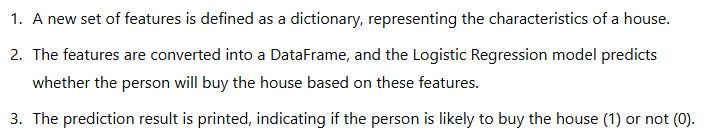 1. A new set of features is defined as a dictionary, representing the characteristics of a house.
2. The features are converted into a DataFrame, and the Logistic Regression model predicts
whether the person will buy the house based on these features.
3. The prediction result is printed, indicating if the person is likely to buy the house (1) or not (0).